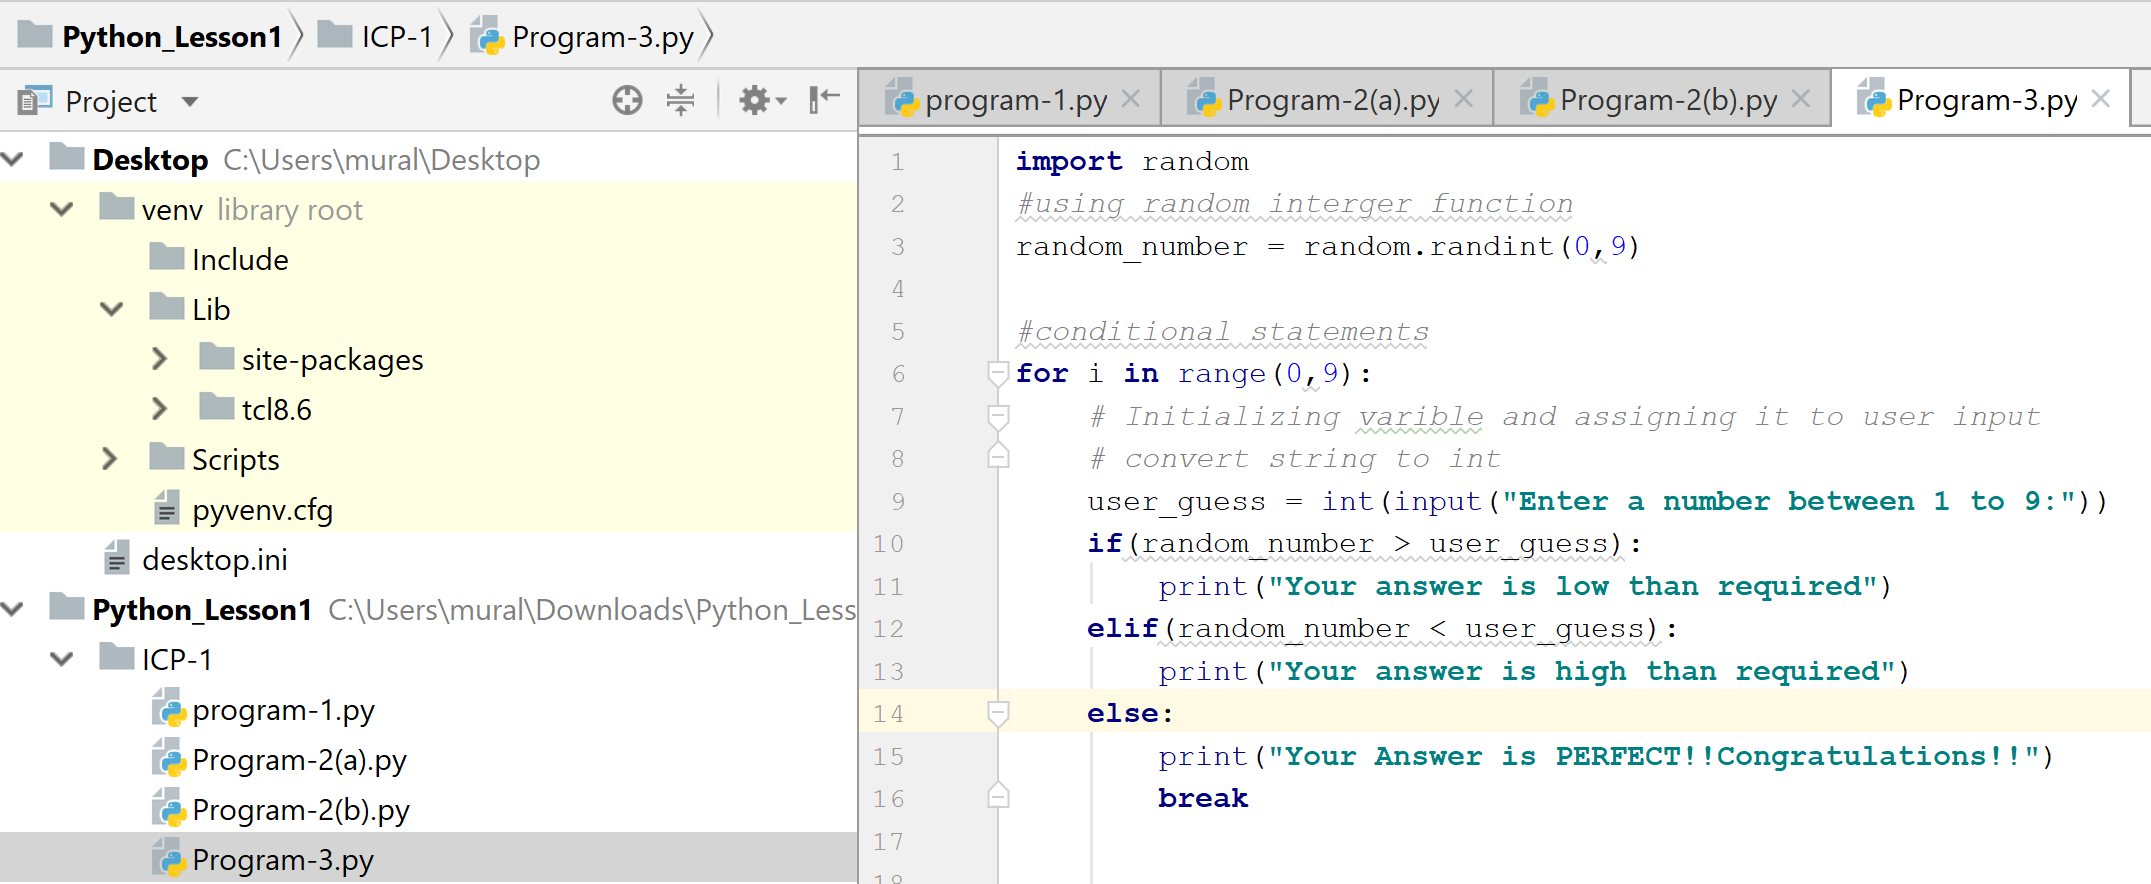 Python_Lesson1 ICP-1 Program-3.py
Project
Desktop C:\Users\mural\Desktop
venv library root
Include
Lib
site-packages
tcl8.6
Scripts
pyvenv.cfg
desktop.ini
Python_Lesson1 C:\Users\mural\Downloads\Python_Less
ICP-1
program-1.py
Program-2(a).py
Program-2(b).py
Program-3.py
program-1.py Program-2(a).py Program-2(b).py Program-3.py
1 import random
2 #using random interger function
3 random_number = random.randint(0,9)
4
5 #conditional statements
6 for i in range(0,9):
7 # Initializing varible and assigning it to user input
8 # convert string to int
9 user_guess = int(input("Enter a number between 1 to 9:"))
10 if(random_number > user_guess):
11 print("Your answer is low than required")
12 elif(random_number < user_guess):
13 print("Your answer is high than required")
14 else:
15 print("Your Answer is PERFECT!!Congratulations!!")
16 break
17
18